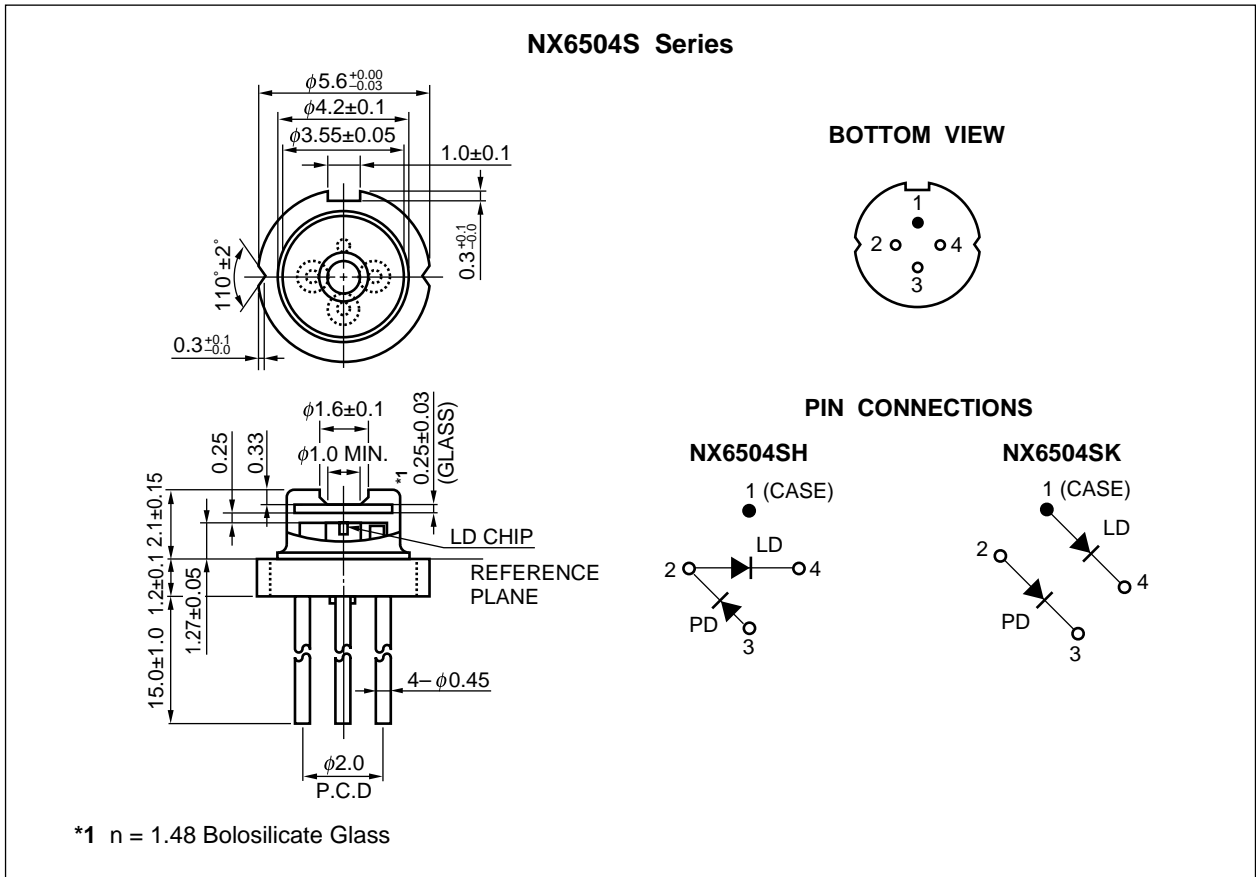 NX6504S Series
ϕ5.6 +0.00 −0.03
ϕ4.2±0.1
ϕ3.55±0.05
1.0±0.1
0.3 +0.1 −0.0
110°±2°
0.3 +0.1 −0.0
BOTTOM VIEW
1
2
4
3
ϕ1.6±0.1
ϕ1.0 MIN.
*1
0.25±0.03
(GLASS)
0.25
0.33
2.1±0.15
1.2±0.1
1.27±0.05
15.0±1.0
LD CHIP
REFERENCE
PLANE
4–ϕ0.45
ϕ2.0
P.C.D
PIN CONNECTIONS
NX6504SH
1 (CASE)
LD
2
4
PD
3
NX6504SK
1 (CASE)
LD
2
4
PD
3
*1 n = 1.48 Bolosilicate Glass